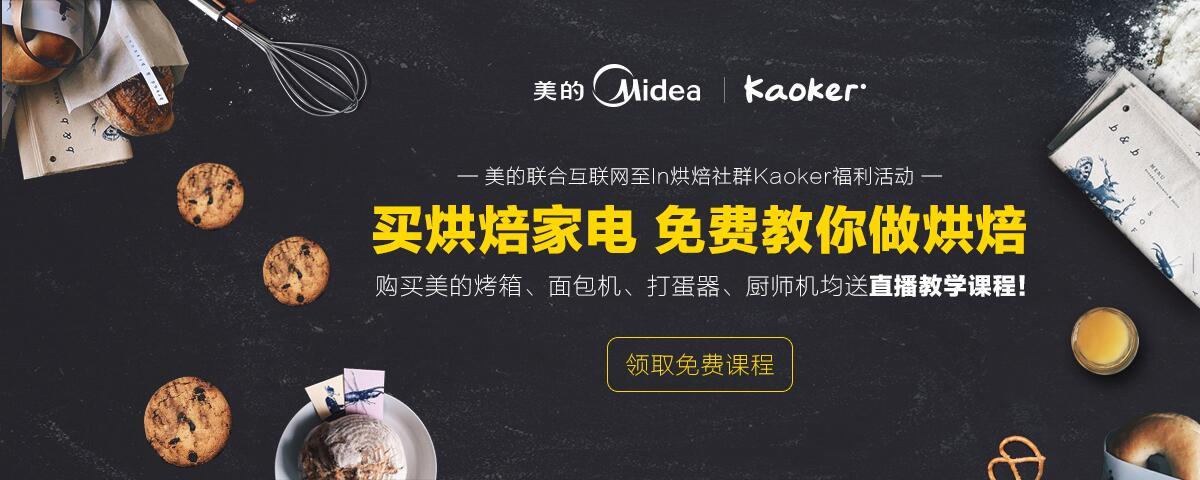 美的 Midea | Kaoker
— 美的联合互联网至In烘焙社群Kaoker福利活动 —
买烘焙家电 免费教你做烘焙
购买美的烤箱、面包机、打蛋器、厨师机均送直播教学课程!
领取免费课程
b & b
b & b
MENU